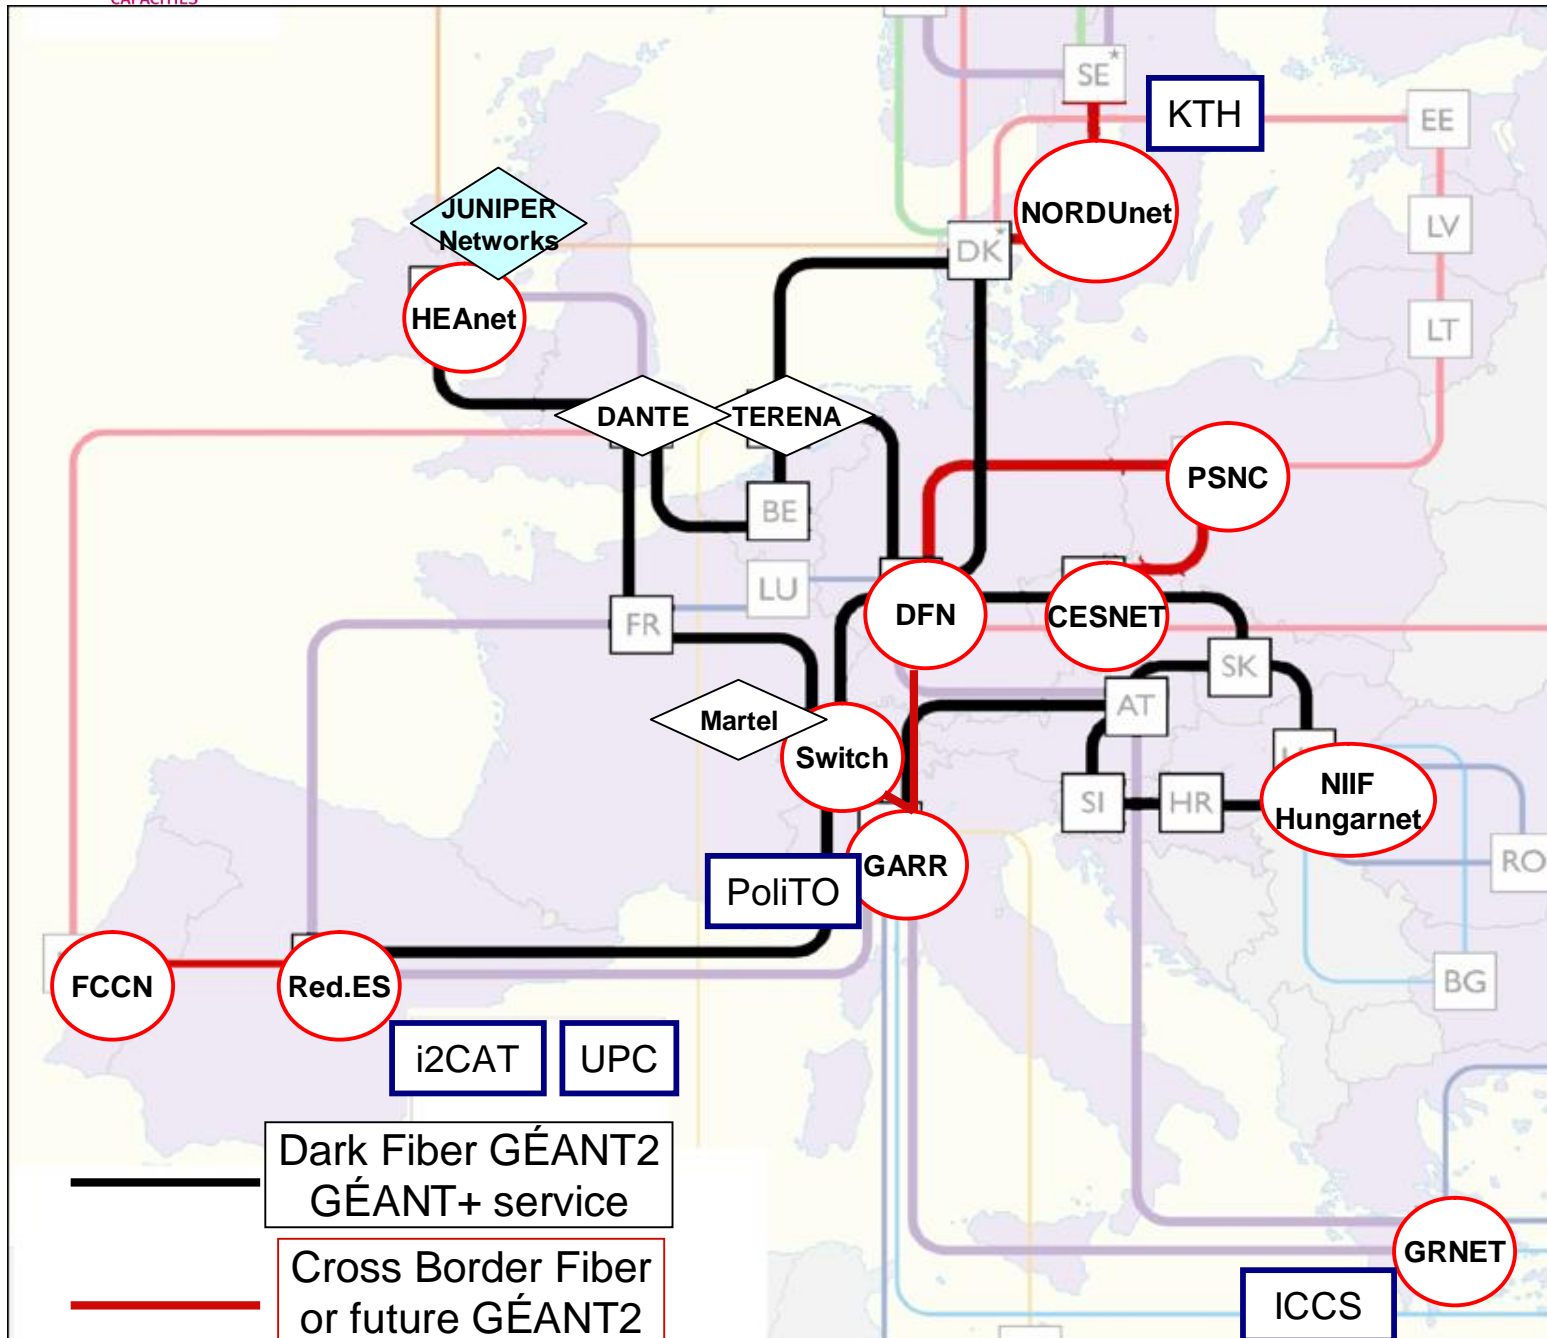 CAPACITIES
SE*
KTH
EE
NORDUnet
JUNIPER
Networks
LV
DK*
HEAnet
LT
DANTE
TERENA
PSNC
BE
LU
DFN
CESNET
FR
SK
AT
Martel
Switch
NIIF
Hungarnet
SI
HR
RO
GARR
PoliTO
FCCN
Red.ES
BG
i2CAT
UPC
Dark Fiber GÉANT2
GÉANT+ service
GRNET
Cross Border Fiber
or future GÉANT2
ICCS